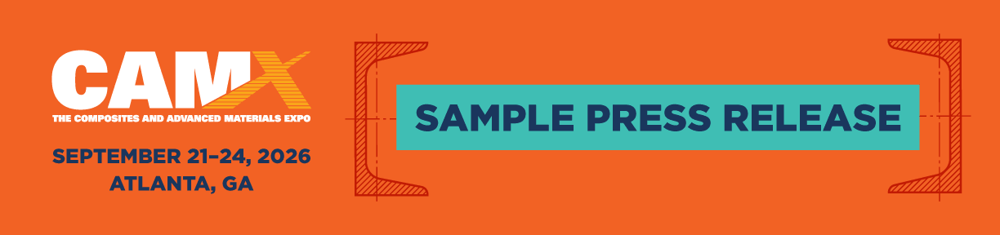 CAMX
THE COMPOSITES AND ADVANCED MATERIALS EXPO
SEPTEMBER 21–24, 2026
ATLANTA, GA
SAMPLE PRESS RELEASE